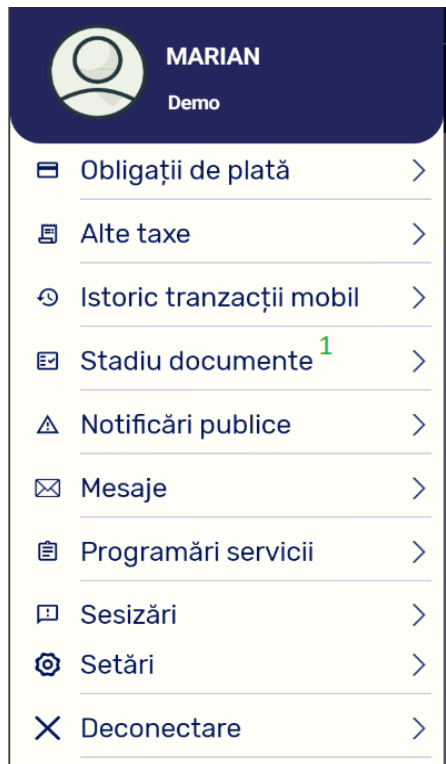 MARIAN
Demo
Obligații de plată
Alte taxe
Istoric tranzacții mobil
Stadiu documente 1
Notificări publice
Mesaje
Programări servicii
Sesizări
Setări
Deconectare